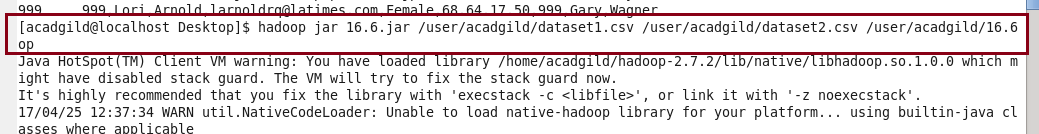 999     999,Lori,Arnold,larnoldrq@latimes.com,Female,68.64.17.50,999,Gary,Wagner
[acadgild@localhost Desktop]$ hadoop jar 16.6.jar /user/acadgild/dataset1.csv /user/acadgild/dataset2.csv /user/acadgild/16.6
op
Java HotSpot(TM) Client VM warning: You have loaded library /home/acadgild/hadoop-2.7.2/lib/native/libhadoop.so.1.0.0 which m
ight have disabled stack guard. The VM will try to fix the stack guard now.
It's highly recommended that you fix the library with 'execstack -c <libfile>', or link it with '-z noexecstack'.
17/04/25 12:37:34 WARN util.NativeCodeLoader: Unable to load native-hadoop library for your platform... using builtin-java cl
asses where applicable